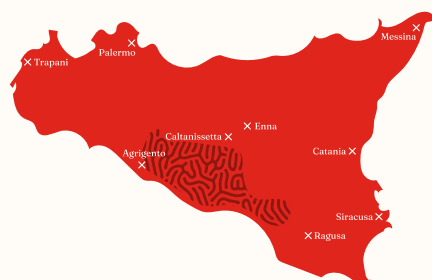 Messina
Palermo
Trapani
Enna
Caltanissetta
Catania
Agrigento
Siracusa
Ragusa